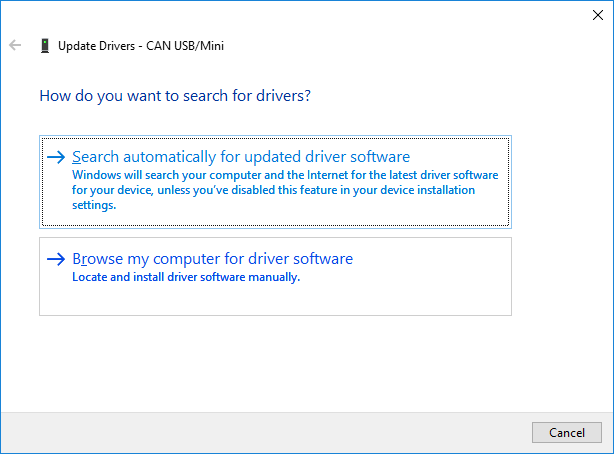 Update Drivers - CAN USB/Mini
How do you want to search for drivers?
Search automatically for updated driver software
Windows will search your computer and the Internet for the latest driver software
for your device, unless you've disabled this feature in your device installation
settings.
Browse my computer for driver software
Locate and install driver software manually.
Cancel